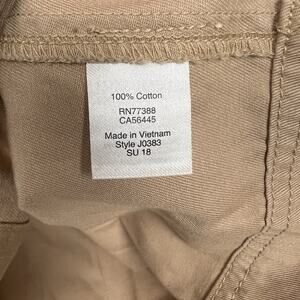 100% Cotton
RN77388
CA56445
Made in Vietnam
Style J0383
SU 18